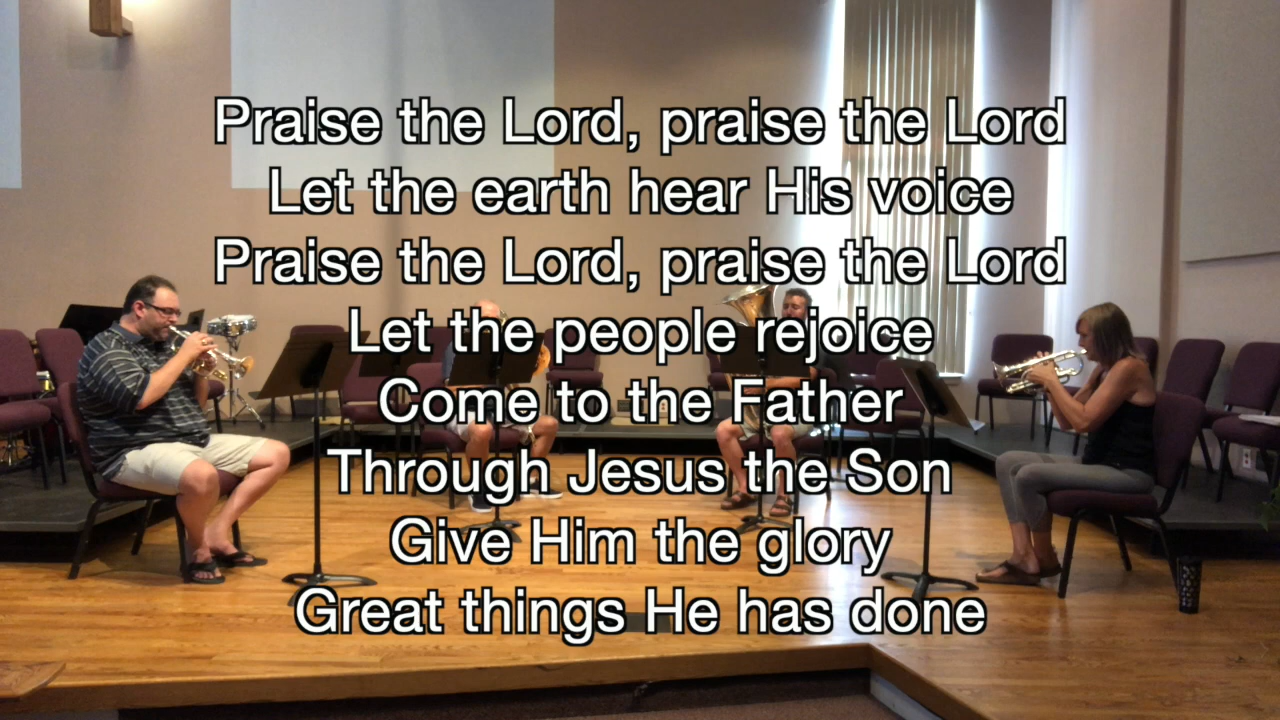 Praise the Lord, praise the Lord
Let the earth hear His voice
Praise the Lord, praise the Lord
Let the people rejoice
Come to the Father
Through Jesus the Son
Give Him the glory
Great things He has done